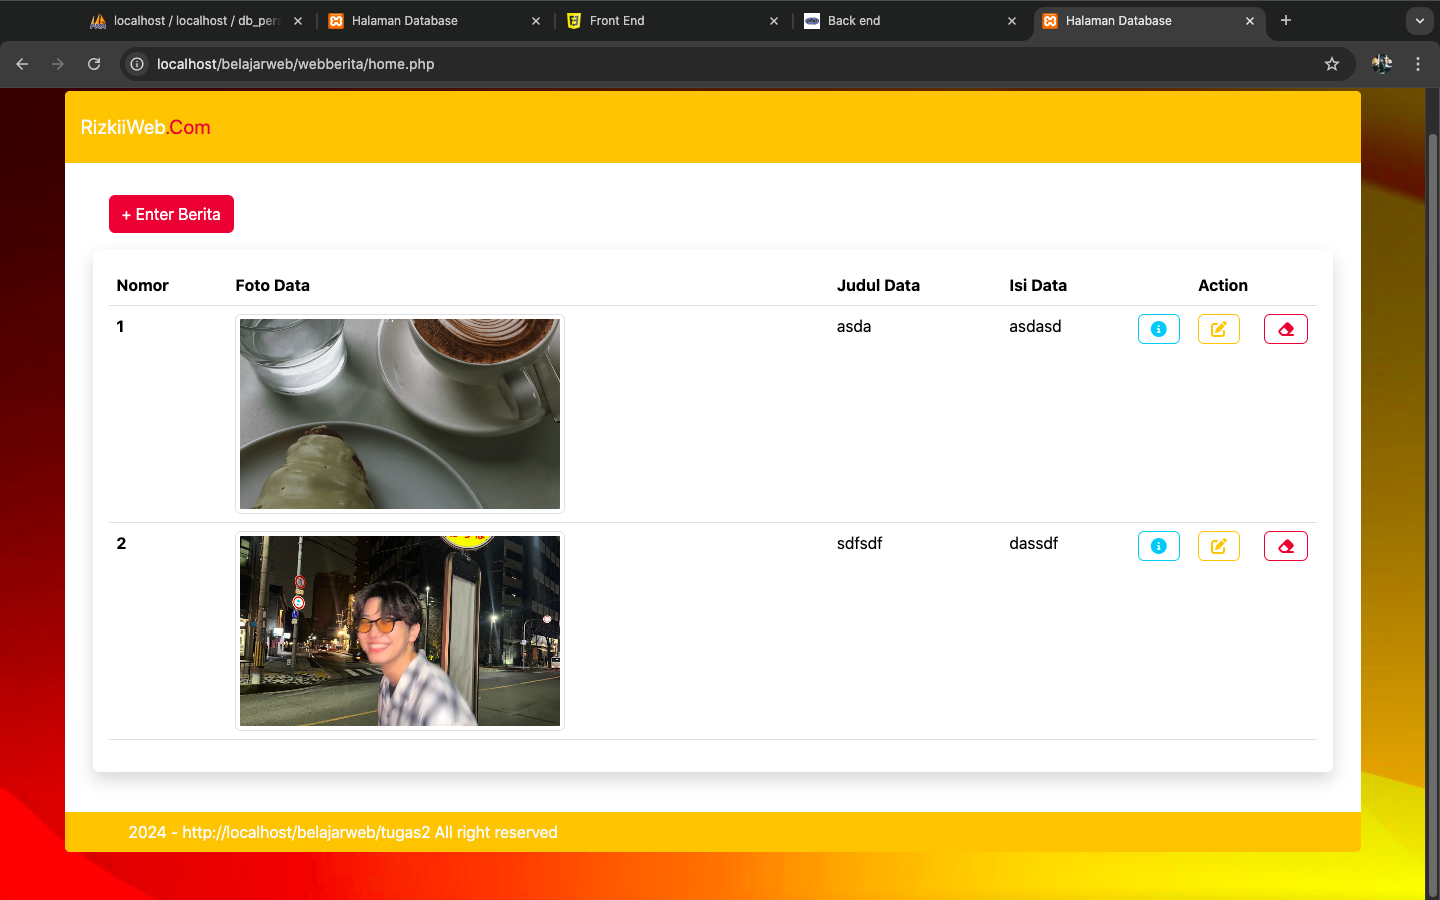 localhost / localhost / db_pers
Halaman Database
Front End
Back end
Halaman Database
localhost/belajarweb/webberita/home.php
RizkiiWeb.Com
+ Enter Berita
Nomor Foto Data Judul Data Isi Data Action
1 asda asdasd
2 sdfsdf dassdf
2024 - http://localhost/belajarweb/tugas2 All right reserved